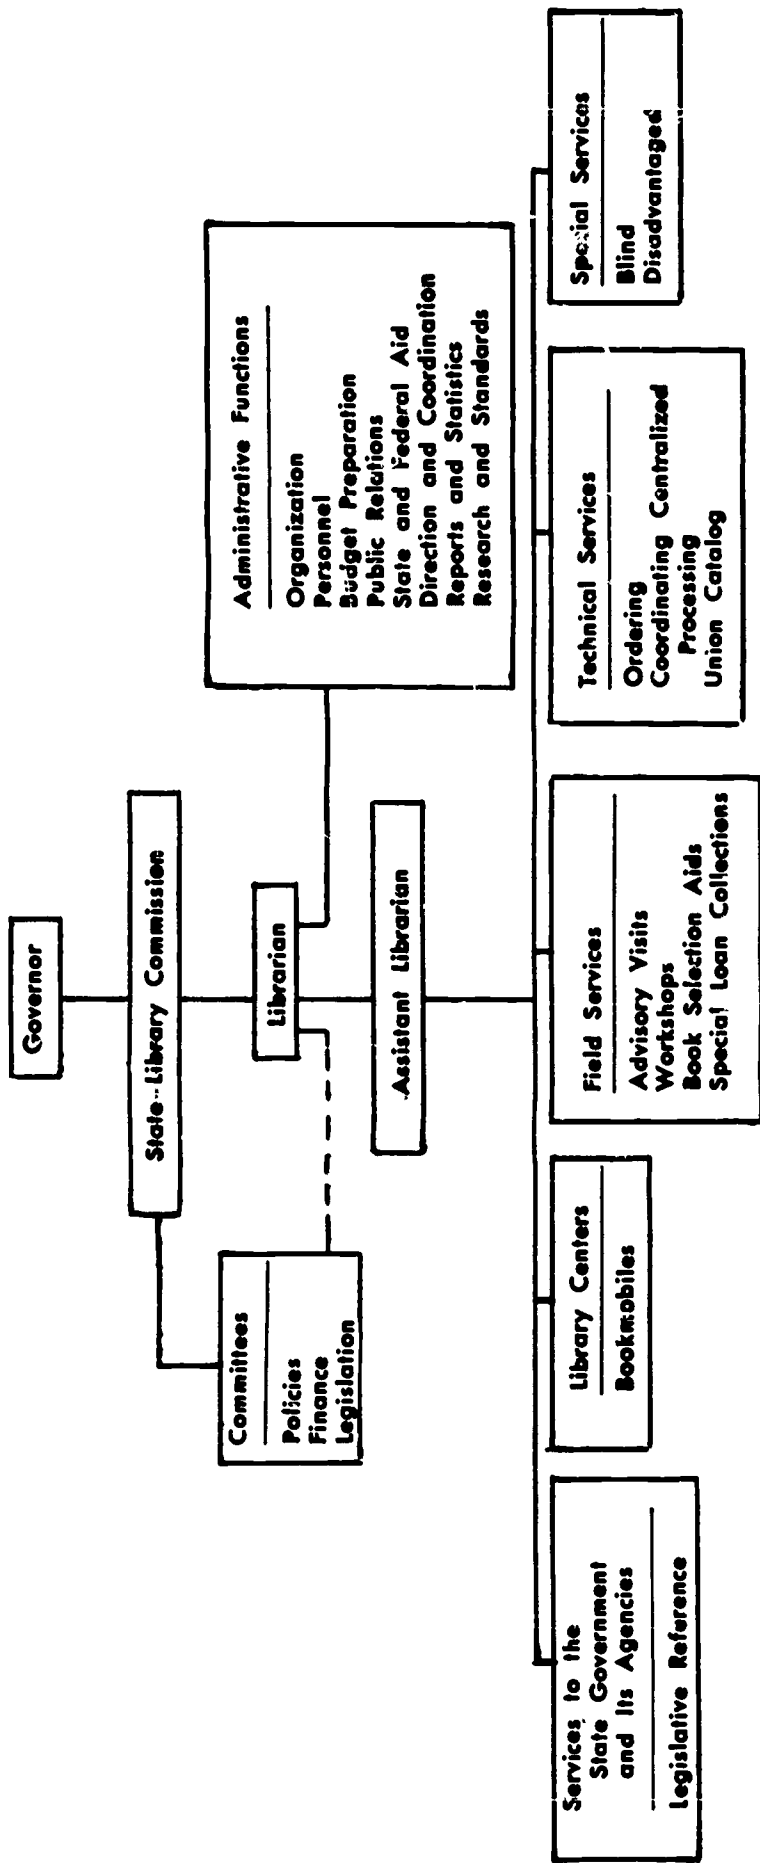 Governor
State Library Commission
Committees
Policies
Finance
Legislation
Librarian
Administrative Functions
Organization
Personnel
Budget Preparation
Public Relations
State and Federal Aid
Direction and Coordination
Reports and Statistics
Research and Standards
Assistant Librarian
Services to the
State Government
and Its Agencies
Legislative Reference
Library Centers
Bookmobiles
Field Services
Advisory Visits
Workshops
Book Selection Aids
Special Loan Collections
Technical Services
Ordering
Coordinating Centralized
Processing
Union Catalog
Special Services
Blind
Disadvantaged